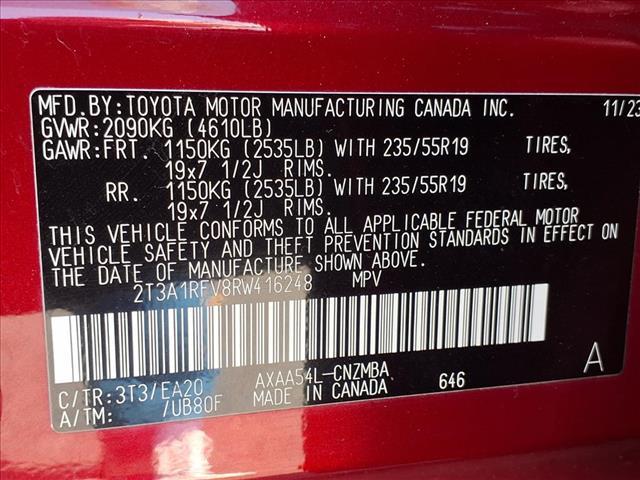 MFD.BY:TOYOTA MOTOR MANUFACTURING CANADA INC. 11/23
GVWR:2090KG (4610LB)
GAWR:FRT. 1150KG (2535LB) WITH 235/55R19 TIRES,
19x7 1/2J RIMS.
RR. 1150KG (2535LB) WITH 235/55R19 TIRES,
19x7 1/2J RIMS.
THIS VEHICLE CONFORMS TO ALL APPLICABLE FEDERAL MOTOR
VEHICLE SAFETY AND THEFT PREVENTION STANDARDS IN EFFECT ON
THE DATE OF MANUFACTURE SHOWN ABOVE.
2T3A1RFV8RW416248 MPV
C/TR:3T3/EA20 AXAA54L-CNZMBA 646 A
A/TM: /UB80F MADE IN CANADA